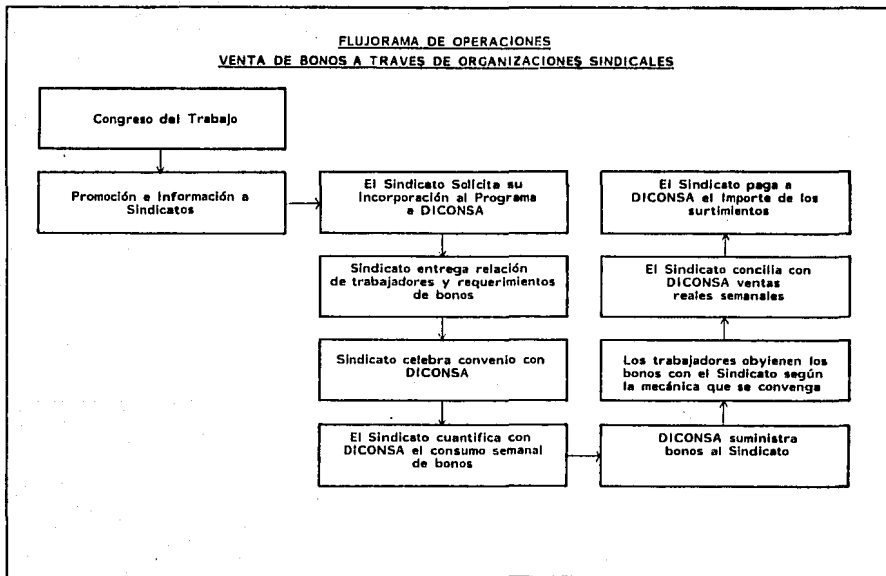 FLUJORAMA DE OPERACIONES
VENTA DE BONOS A TRAVES DE ORGANIZACIONES SINDICALES
Congreso del Trabajo
Promoción e Información a
Sindicatos
El Sindicato Solicita su
Incorporación al Programa
a DICONSA
Sindicato entrega relación
de trabajadores y requerimientos
de bonos
Sindicato celebra convenio con
DICONSA
El Sindicato cuantifica con
DICONSA el consumo semanal
de bonos
DICONSA suministra
bonos al Sindicato
Los trabajadores obyienen los
bonos con el Sindicato según
la mecánica que se convenga
El Sindicato concilia con
DICONSA ventas
reales semanales
El Sindicato paga a
DICONSA el Importe de los
surtimientos